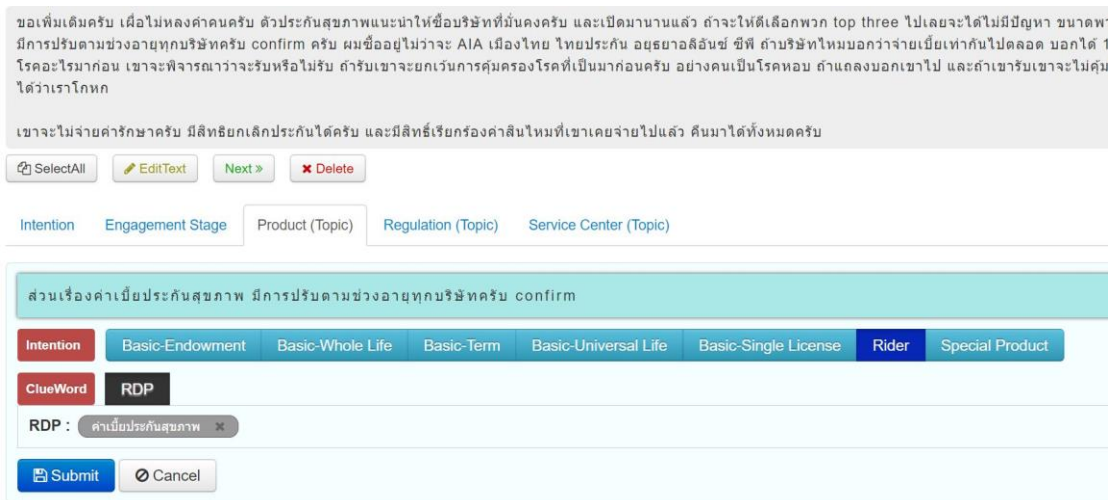 ขอเพิ่มเติมครับ เผื่อไม่หลงคำคนครับ ตัวประกันสุขภาพแนะนำให้ซื้อบริษัทที่มั่นคงครับ และเปิดมานานแล้ว ถ้าจะให้ดีเลือกพวก top three ไปเลยจะได้ไม่มีปัญหา ขนาดพา
มีการปรับตามช่วงอายุทุกบริษัทครับ confirm ครับ ผมซื้ออยู่ไม่ว่าจะ AIA เมืองไทย ไทยประกัน อยุธยาอลิอันซ์ ซีพี ถ้าบริษัทไหมบอกว่าจ่ายเบี้ยเท่ากันไปตลอด บอกได้ 1
โรคอะไรมาก่อน เขาจะพิจารณาว่าจะรับหรือไม่รับ ถ้ารับเขาจะยกเว้นการคุ้มครองโรคที่เป็นมาก่อนครับ อย่างคนเป็นโรคหอบ ถ้าแถลงบอกเขาไป และถ้าเขารับเขาจะไม่คุ้ม
ได้ว่าเราโกหก
เขาจะไม่จ่ายค่ารักษาครับ มีสิทธิยกเลิกประกันได้ครับ และมีสิทธิ์เรียกร้องค่าสินไหมที่เขาเคยจ่ายไปแล้ว คืนมาได้ทั้งหมดครับ
SelectAll EditText Next » Delete
Intention Engagement Stage Product (Topic) Regulation (Topic) Service Center (Topic)
ส่วนเรื่องค่าเบี้ยประกันสุขภาพ มีการปรับตามช่วงอายุทุกบริษัทครับ confirm
Intention Basic-Endowment Basic-Whole Life Basic-Term Basic-Universal Life Basic-Single License Rider Special Product
ClueWord RDP
RDP : ค่าเบี้ยประกันสุขภาพ ×
Submit Cancel